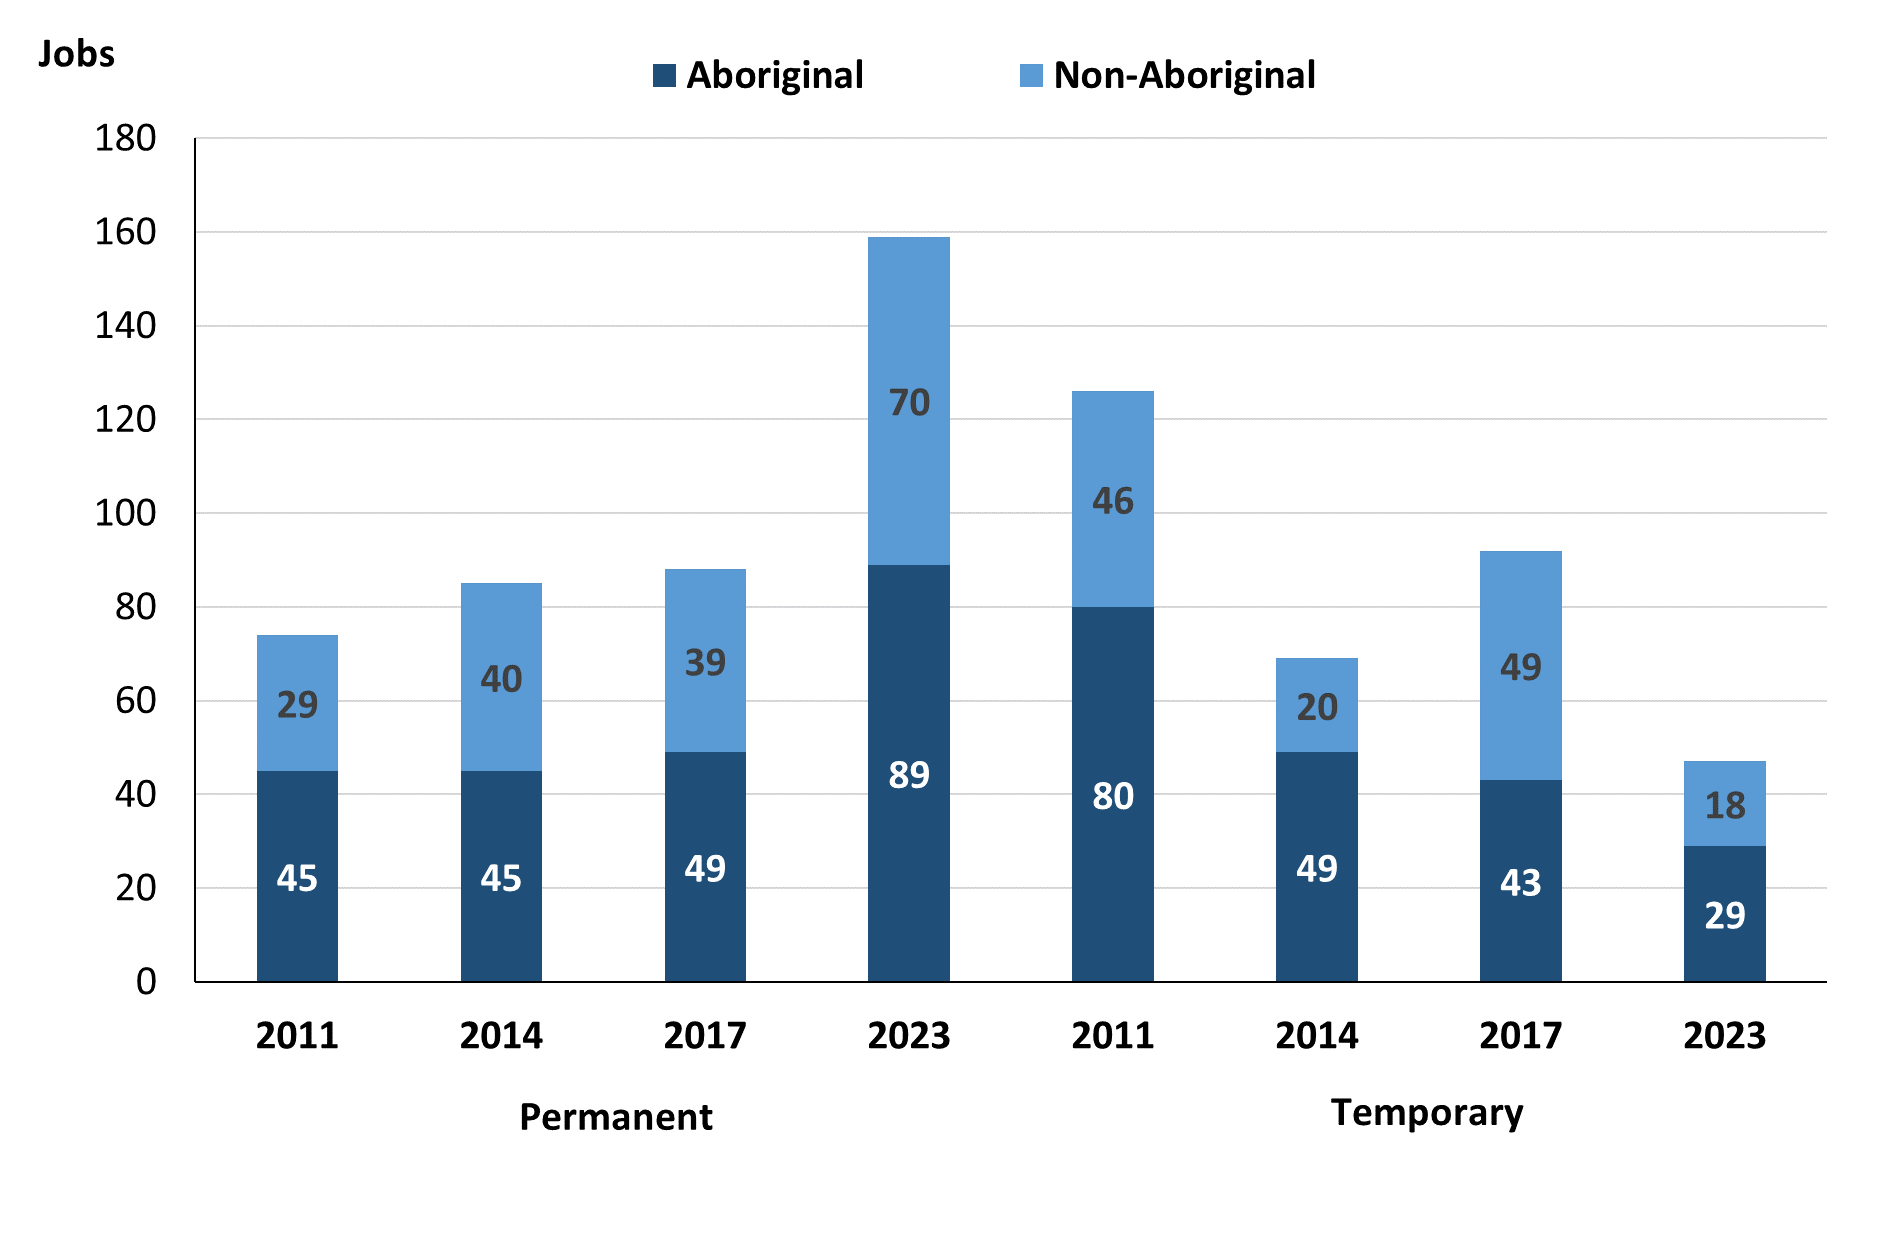 Jobs
Aboriginal Non-Aboriginal
180
160
140
120
100
80
60
40
20
0
29 40 39 70 46 20 49 18
45 45 49 89 80 49 43 29
2011 2014 2017 2023 2011 2014 2017 2023
Permanent Temporary